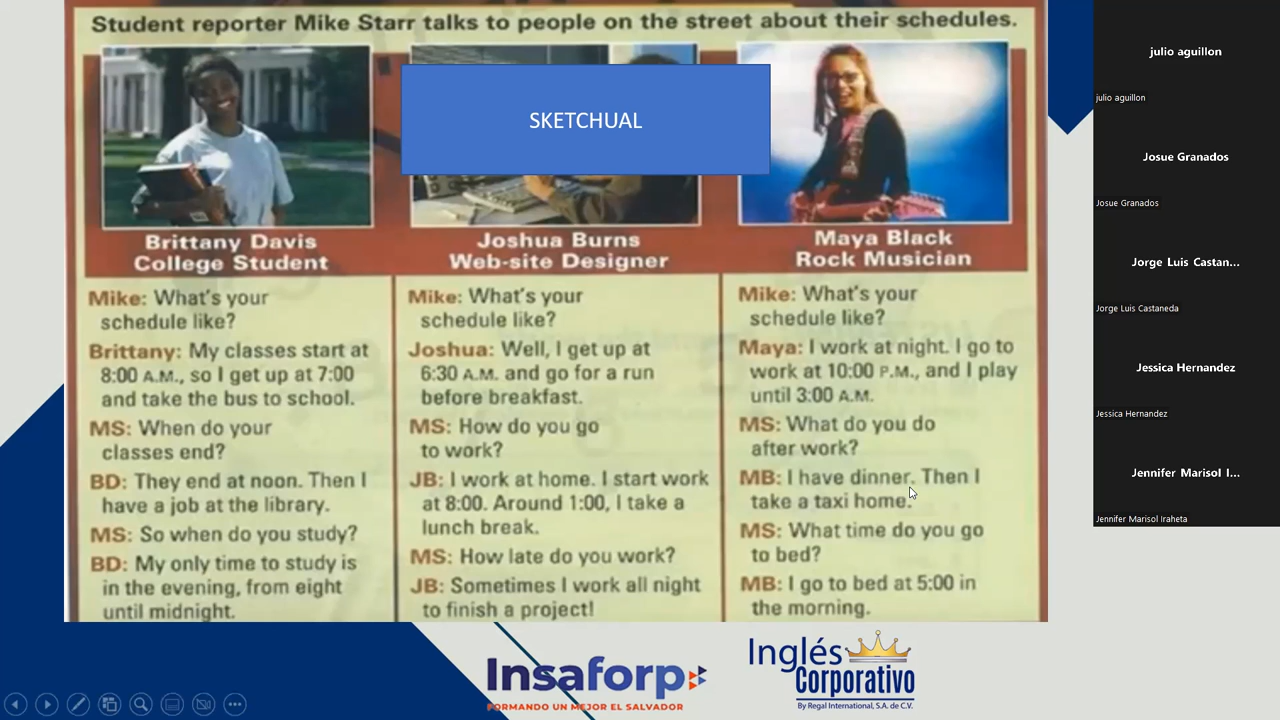 Student reporter Mike Starr talks to people on the street about their schedules.
SKETCHUAL
Brittany Davis
College Student
Joshua Burns
Web-site Designer
Maya Black
Rock Musician
Mike: What's your
schedule like?
Brittany: My classes start at
8:00 A.M., so I get up at 7:00
and take the bus to school.
MS: When do your
classes end?
BD: They end at noon. Then I
have a job at the library.
MS: So when do you study?
BD: My only time to study is
in the evening, from eight
until midnight.
Mike: What's your
schedule like?
Joshua: Well, I get up at
6:30 A.M. and go for a run
before breakfast.
MS: How do you go
to work?
JB: I work at home. I start work
at 8:00. Around 1:00, I take a
lunch break.
MS: How late do you work?
JB: Sometimes I work all night
to finish a project!
Mike: What's your
schedule like?
Maya: I work at night. I go to
work at 10:00 P.M., and I play
until 3:00 A.M.
MS: What do you do
after work?
MB: I have dinner. Then I
take a taxi home.
MS: What time do you go
to bed?
MB: I go to bed at 5:00 in
the morning.
Insaforp
FORMANDO UN MEJOR EL SALVADOR
Inglés
Corporativo
By Regal International, S.A. de C.V.
julio aguillon
julio aguillon
Josue Granados
Josue Granados
Jorge Luis Castan...
Jorge Luis Castaneda
Jessica Hernandez
Jessica Hernandez
Jennifer Marisol I...
Jennifer Marisol Iraheta